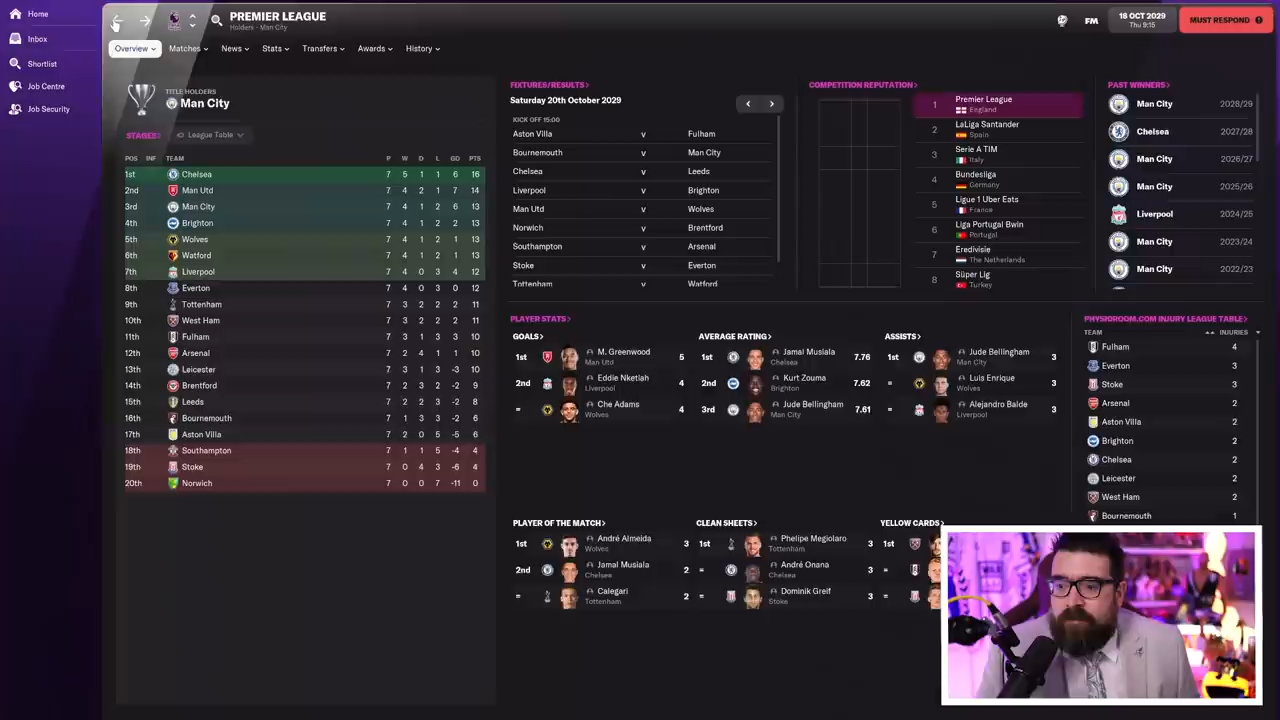 Home
Inbox
Shortlist
Job Centre
Job Security
PREMIER LEAGUE
Holders - Man City
FM
18 OCT 2029
Thu 9:15
MUST RESPOND
Overview
Matches
News
Stats
Transfers
Awards
History
TITLE HOLDERS
Man City
STAGES
League Table
POS INF TEAM P W D L GD PTS
1st Chelsea 7 5 1 1 6 16
2nd Man Utd 7 4 2 1 7 14
3rd Man City 7 4 1 2 6 13
4th Brighton 7 4 1 2 2 13
5th Wolves 7 4 1 2 1 13
6th Watford 7 4 1 2 1 13
7th Liverpool 7 4 0 3 4 12
8th Everton 7 4 0 3 0 12
9th Tottenham 7 3 2 2 2 11
10th West Ham 7 3 2 2 2 11
11th Fulham 7 3 1 3 3 10
12th Arsenal 7 2 4 1 1 10
13th Leicester 7 3 1 3 -3 10
14th Brentford 7 3 0 4 -2 9
15th Leeds 7 2 2 3 -2 8
16th Bournemouth 7 1 3 3 -2 6
17th Aston Villa 7 2 0 5 -5 6
18th Southampton 7 1 1 5 -4 4
19th Stoke 7 0 4 3 -6 4
20th Norwich 7 0 0 7 -11 0
FIXTURES/RESULTS
Saturday 20th October 2029
KICK OFF 15:00
Aston Villa v Fulham
Bournemouth v Man City
Chelsea v Leeds
Liverpool v Brighton
Man Utd v Wolves
Norwich v Brentford
Southampton v Arsenal
Stoke v Everton
Tottenham v Watford
COMPETITION REPUTATION
1 Premier League
England
2 LaLiga Santander
Spain
3 Serie A TIM
Italy
4 Bundesliga
Germany
5 Ligue 1 Uber Eats
France
6 Liga Portugal Bwin
Portugal
7 Eredivisie
The Netherlands
8 Süper Lig
Turkey
PAST WINNERS
Man City 2028/29
Chelsea 2027/28
Man City 2026/27
Man City 2025/26
Liverpool 2024/25
Man City 2023/24
Man City 2022/23
PLAYER STATS
GOALS
1st M. Greenwood 5
Man Utd
2nd Eddie Nketiah 4
Liverpool
= Che Adams 4
Wolves
AVERAGE RATING
1st Jamal Musiala 7.76
Chelsea
2nd Kurt Zouma 7.62
Brighton
3rd Jude Bellingham 7.61
Man City
ASSISTS
1st Jude Bellingham 3
Man City
= Luis Enrique 3
Wolves
= Alejandro Balde 3
Liverpool
PHYSIOROOM.COM INJURY LEAGUE TABLE
TEAM INJURIES
Fulham 4
Everton 3
Stoke 3
Arsenal 2
Aston Villa 2
Brighton 2
Chelsea 2
Leicester 2
West Ham 2
Bournemouth 1
PLAYER OF THE MATCH
1st André Almeida 3
Wolves
2nd Jamal Musiala 2
Chelsea
= Calegari 2
Tottenham
CLEAN SHEETS
1st Phelipe Megiolaro 3
Tottenham
= André Onana 3
Chelsea
= Dominik Greif 3
Stoke
YELLOW CARDS
1st
=
=